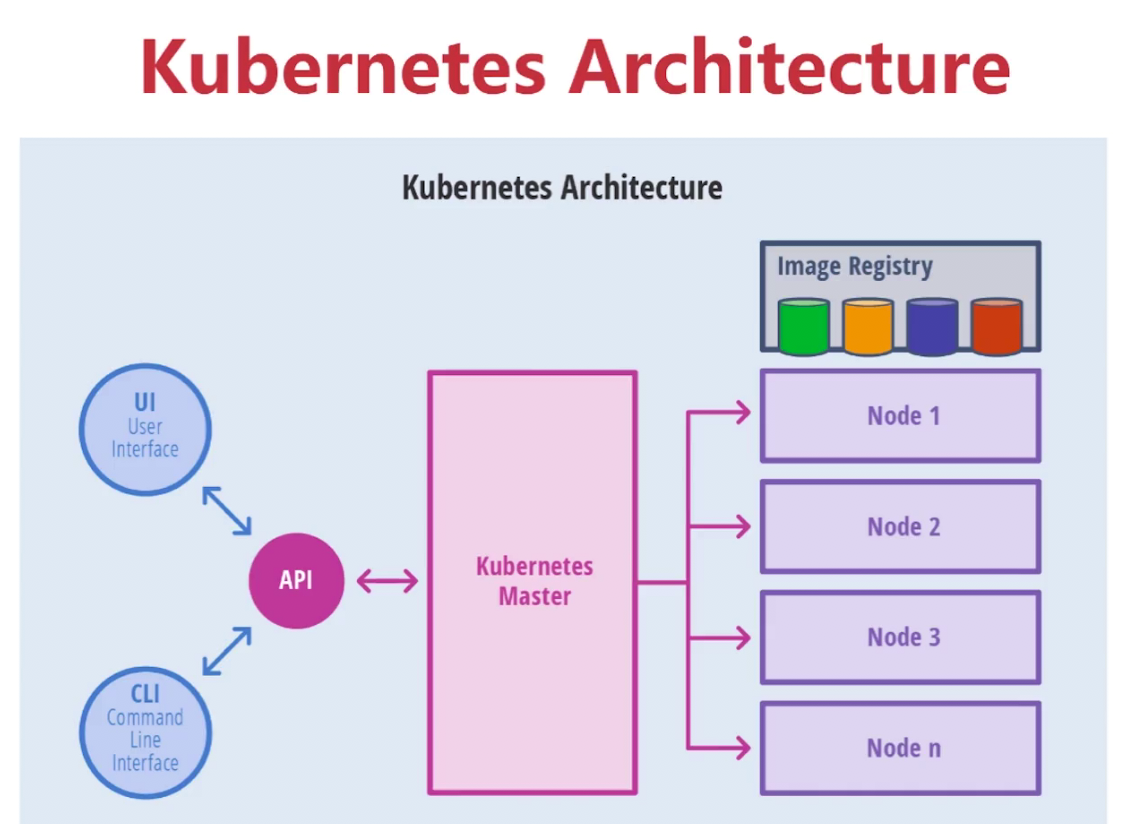 Kubernetes Architecture
Kubernetes Architecture
Image Registry
UI
User
Interface
API
CLI
Command
Line
Interface
Kubernetes
Master
Node 1
Node 2
Node 3
Node n